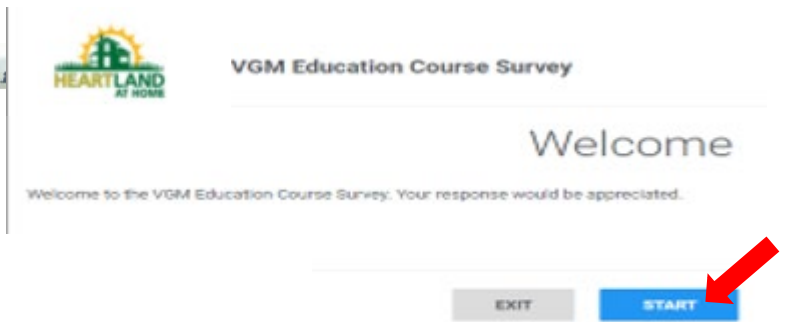 HEARTLAND
AT HOME
VGM Education Course Survey
Welcome
Welcome to the VGM Education Course Survey. Your response would be appreciated.
EXIT
START